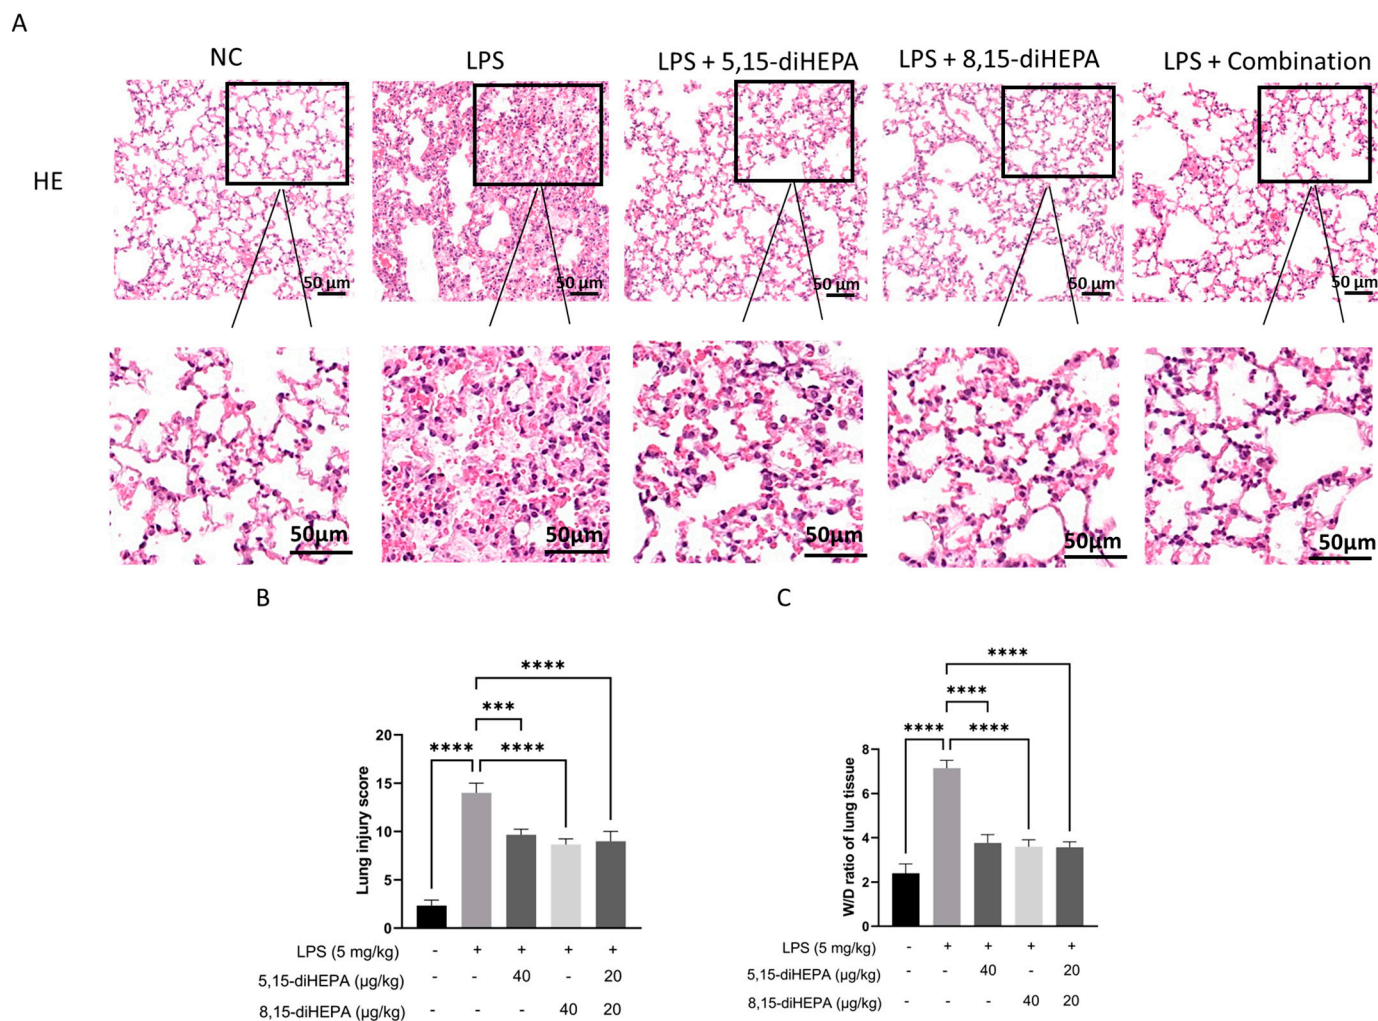 A
NC
LPS
LPS + 5,15-diHEPA
LPS + 8,15-diHEPA
LPS + Combination
HE
50 µm
50 µm
50 µm
50 µm
50 µm
50µm
50µm
50µm
50µm
50µm
B
C
****
***
****
****
20
15
10
5
0
Lung injury score
LPS (5 mg/kg) - + + + +
5,15-diHEPA (µg/kg) - - 40 - 20
8,15-diHEPA (µg/kg) - - - 40 20
****
****
****
****
8
6
4
2
0
W/D ratio of lung tissue
LPS (5 mg/kg) - + + + +
5,15-diHEPA (µg/kg) - - 40 - 20
8,15-diHEPA (µg/kg) - - - 40 20